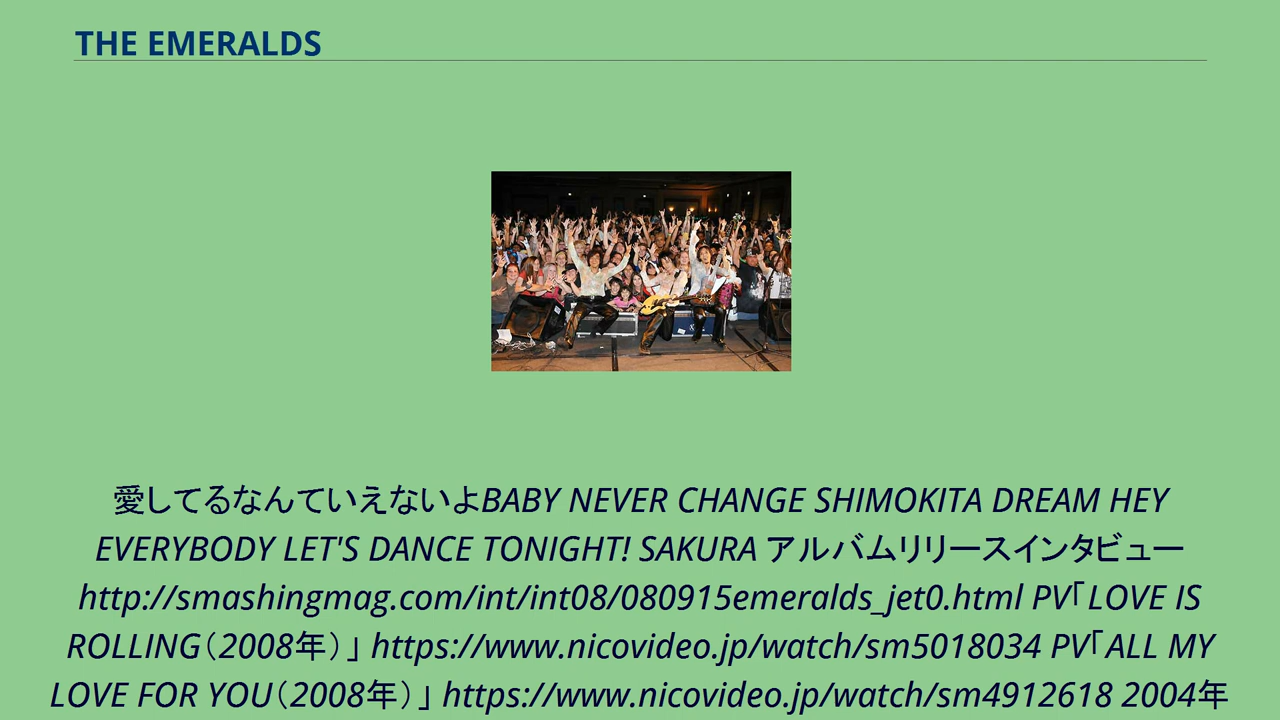 THE EMERALDS
愛してるなんていえないよBABY NEVER CHANGE SHIMOKITA DREAM HEY
EVERYBODY LET'S DANCE TONIGHT! SAKURA アルバムリリースインタビュー
http://smashingmag.com/int/int08/080915emeralds_jet0.html PV「LOVE IS
ROLLING（2008年）」 https://www.nicovideo.jp/watch/sm5018034 PV「ALL MY
LOVE FOR YOU（2008年）」 https://www.nicovideo.jp/watch/sm4912618 2004年